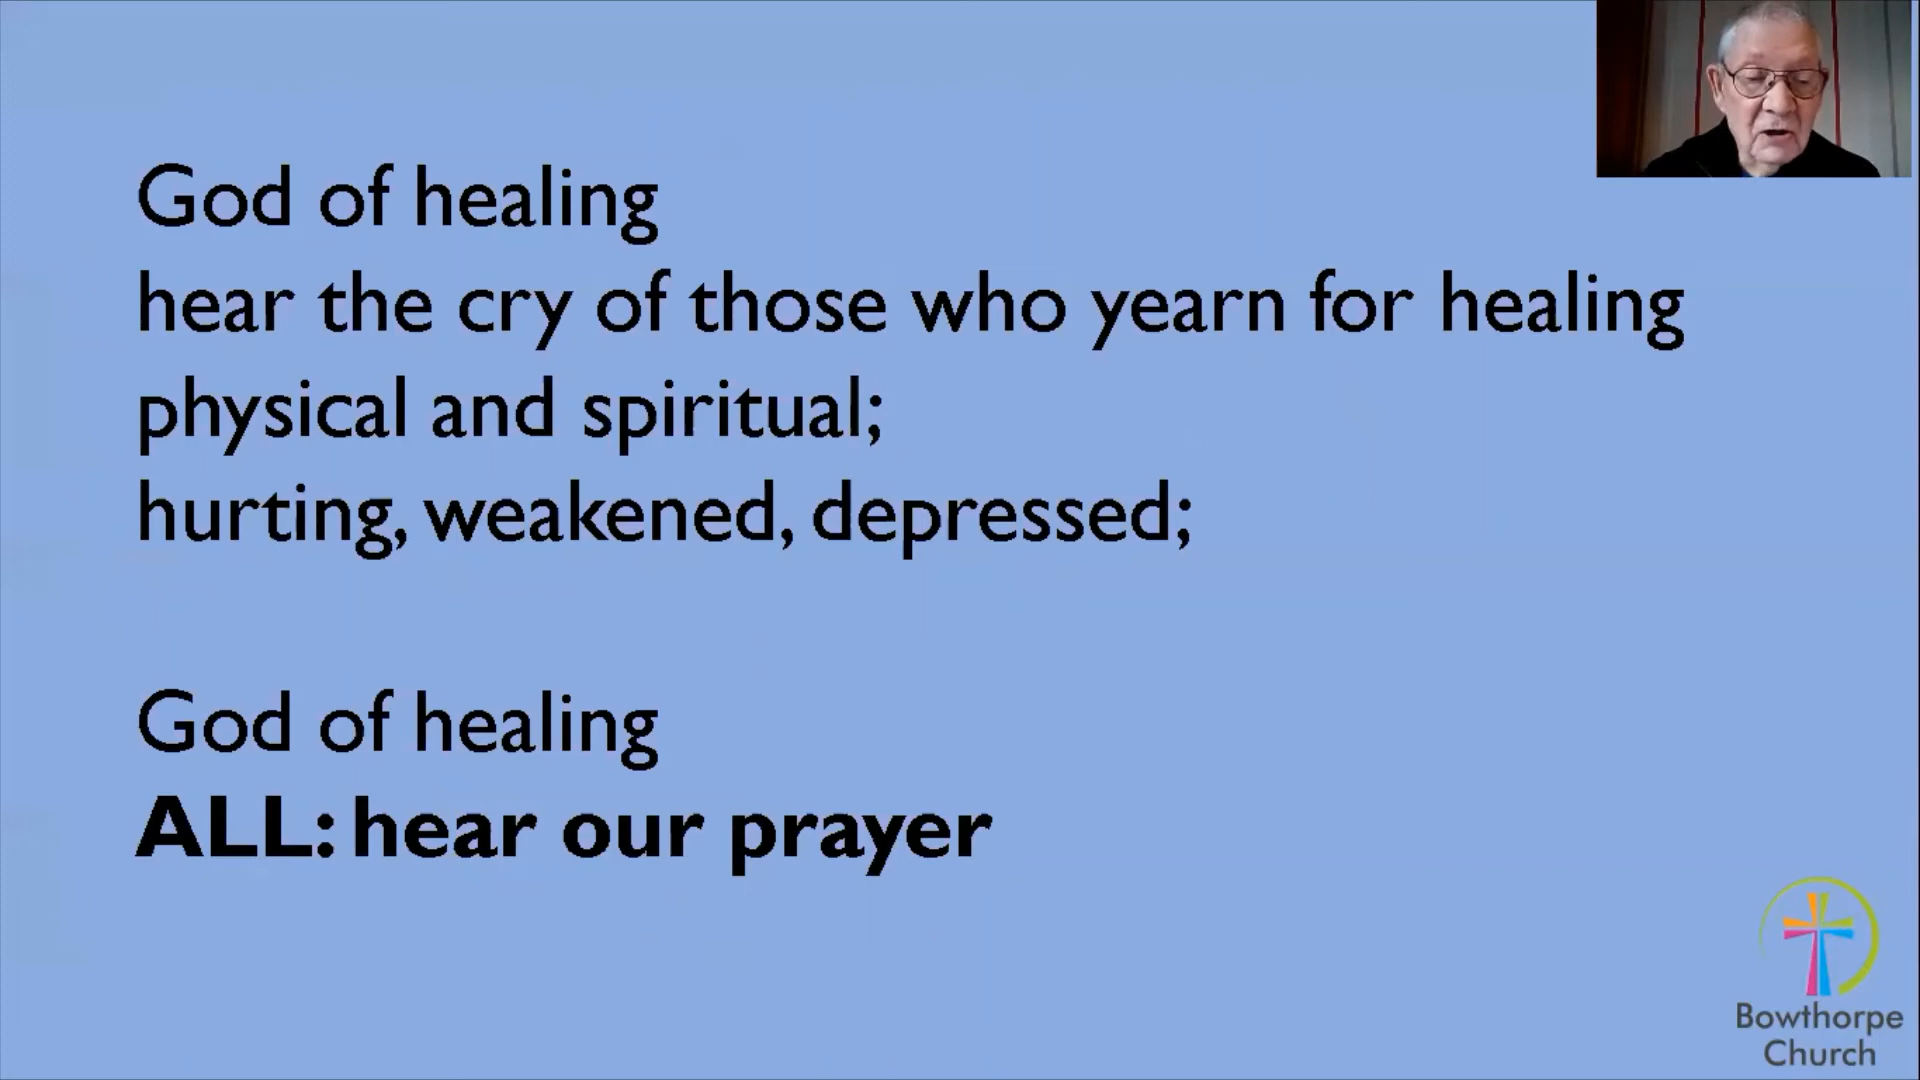 God of healing
hear the cry of those who yearn for healing
physical and spiritual;
hurting, weakened, depressed;
God of healing
ALL: hear our prayer
Bowthorpe
Church